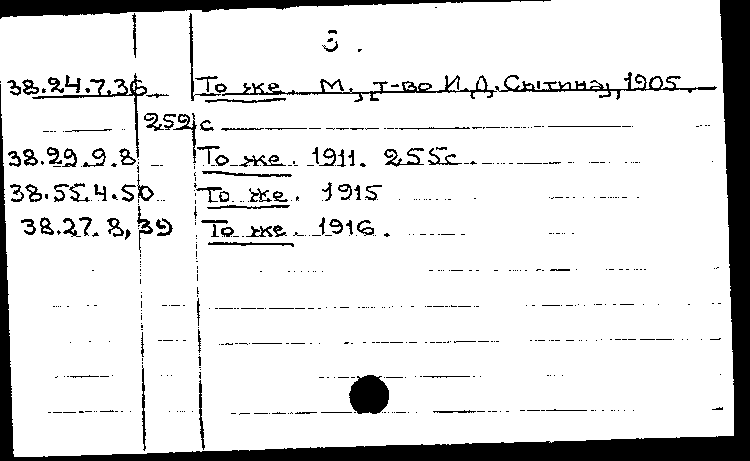 3.
38.24.7.36 То же. М., т-во И.Д.Сытина, 1905.
252 с
38.29.9.8 То же. 1911. 255с.
38.55.4.50 То же. 1915
38.27.8,39 То же. 1916.